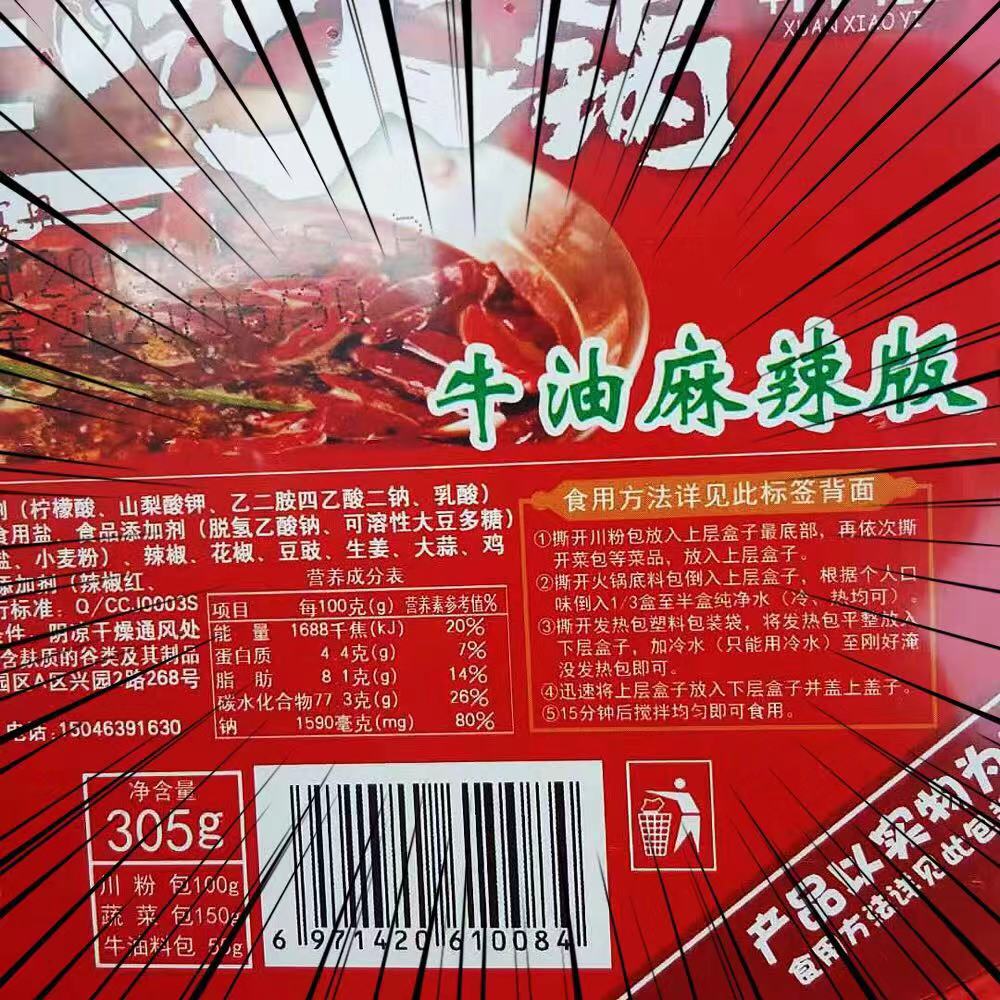 XUANXIAOYI
锅
牛油麻辣版
（柠檬酸、山梨酸钾、乙二胺四乙酸二钠、乳酸）
食用盐、食品添加剂（脱氢乙酸钠、可溶性大豆多糖）
盐、小麦粉）、辣椒、花椒、豆豉、生姜、大蒜、鸡
添加剂（辣椒红、
行标准：Q/CCJ0003S
件：阴凉干燥通风处
含麸质的谷类及其制品
园区A区兴园2路268号
电话：15046391630
营养成分表
项目 每100克(g) 营养素参考值%
能量 1688千焦(kJ) 20%
蛋白质 4.4克(g) 7%
脂肪 8.1克(g) 14%
碳水化合物 77.3克(g) 26%
钠 1590毫克(mg) 80%
食用方法详见此标签背面
①撕开川粉包放入上层盒子最底部，再依次撕
开菜包等菜品，放入上层盒子。
②撕开火锅底料包倒入上层盒子，根据个人口
味倒入1/3盒至半盒纯净水（冷、热均可）。
③撕开发热包塑料包装袋，将发热包平整放入
下层盒子，加冷水（只能用冷水）至刚好淹
没发热包即可。
④迅速将上层盒子放入下层盒子并盖上盖子。
⑤15分钟后搅拌均匀即可食用。
净含量
305g
川粉包100g
蔬菜包150g
牛油料包 55g
6 971420 610084
产品以实物为
食用方法详见此包